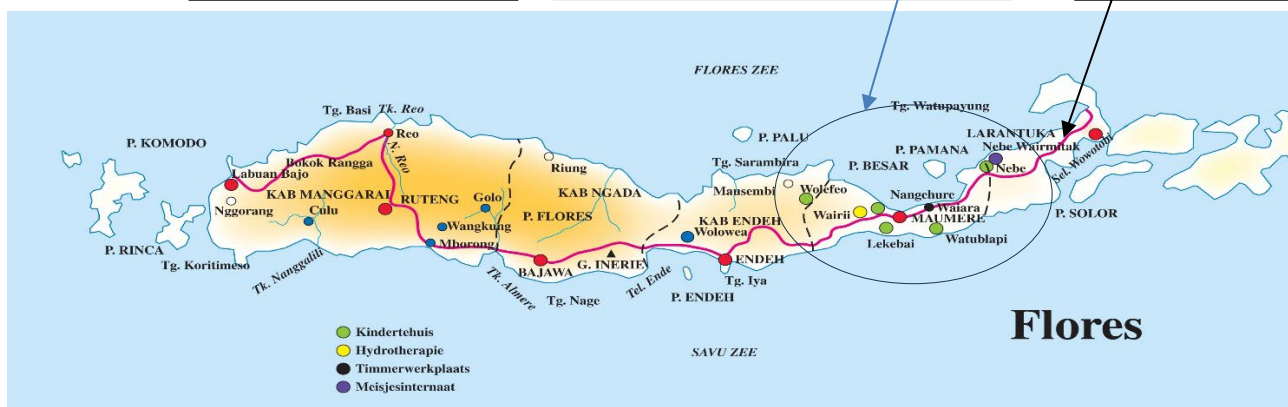 FLORES ZEE
Tg. Watupayung
Tg. Basi
Tk. Reo
P. KOMODO
Reo
P. PALU
LARANTUKA
Nebe Wairmitak
P. BESAR
P. PAMANA
Nebe
Sel. Wowotobi
Bokok Rangga
N. Reo
Riung
Tg. Sarambira
Labuan Bajo
KAB MANGGARAI
Golo
KAB NGADA
Mausembi
Wolefeo
Nangehure
Nggorang
Culu
RUTENG
Wangkung
P. FLORES
KAB ENDEH
Wairii
Waiara
P. SOLOR
MAUMERE
Wolowea
Mborong
Lekebai
Watublapi
P. RINCA
Tg. Koritimeso
Tk. Nanggalili
BAJAWA
G. INERIE
Tel. Ende
ENDEH
Tk. Almere
Tg. Nage
Tg. Iya
P. ENDEH
Flores
Kindertehuis
Hydrotherapie
Timmerwerkplaats
Meisjesinternaat
SAVU ZEE